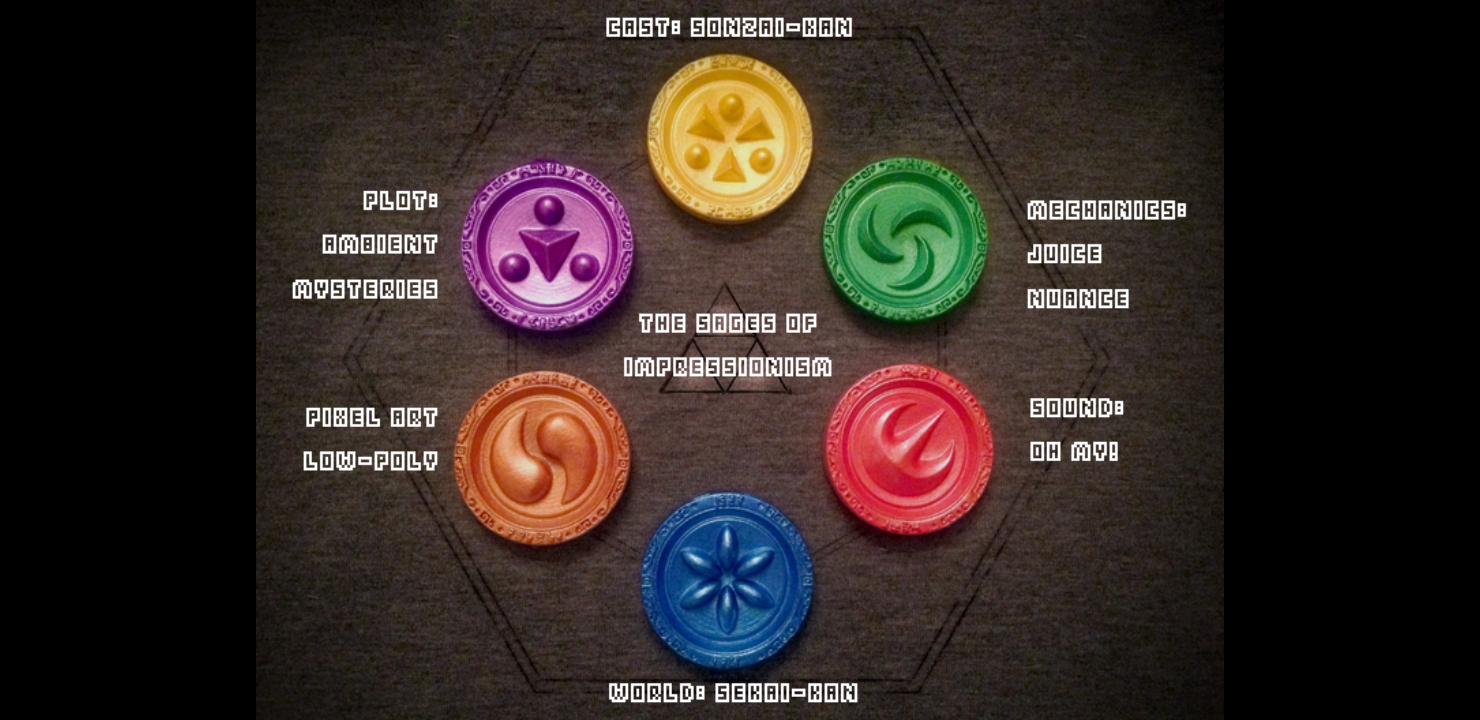 CAST: SONZAI-KAN
PLOT:
AMBIENT
MYSTERIES
MECHANICS:
JUICE
NUANCE
THE SAGES OF
IMPRESSIONISM
PIXEL ART
LOW-POLY
SOUND:
OH MY!
WORLD: SEKAI-KAN